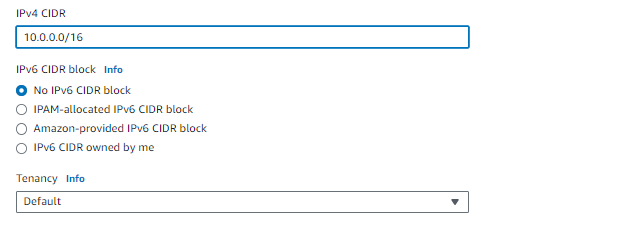 IPv4 CIDR
10.0.0.0/16
IPv6 CIDR block Info
No IPv6 CIDR block
IPAM-allocated IPv6 CIDR block
Amazon-provided IPv6 CIDR block
IPv6 CIDR owned by me
Tenancy Info
Default